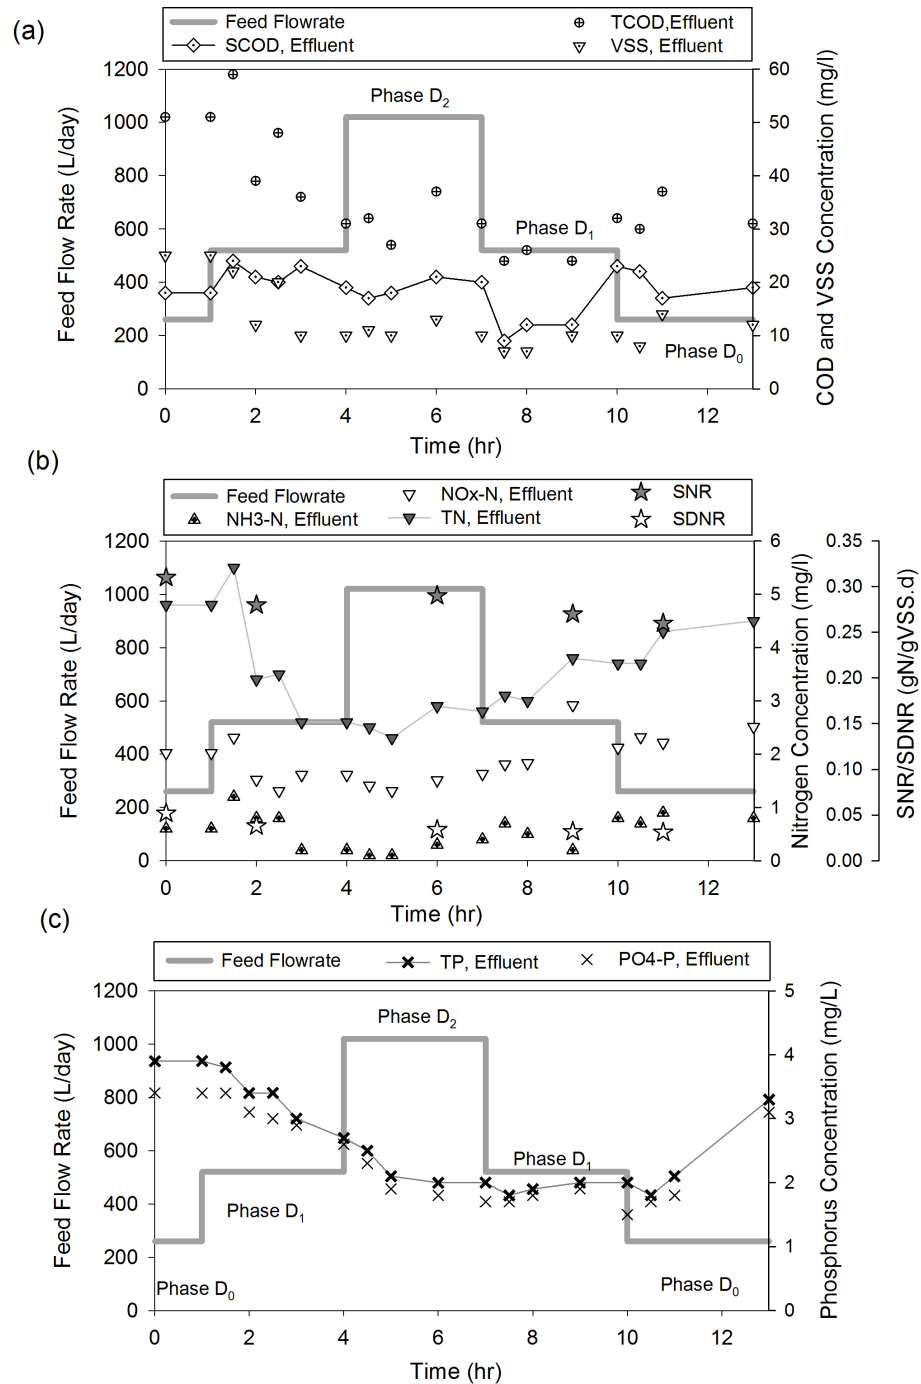 (a)
Feed Flowrate
TCOD,Effluent
SCOD, Effluent
VSS, Effluent
1200
1000
800
600
400
200
0
Feed Flow Rate (L/day)
60
50
40
30
20
10
0
COD and VSS Concentration (mg/l)
Phase D2
Phase D1
Phase D0
0 2 4 6 8 10 12
Time (hr)
(b)
Feed Flowrate
NOx-N, Effluent
SNR
NH3-N, Effluent
TN, Effluent
SDNR
1200
1000
800
600
400
200
0
Feed Flow Rate (L/day)
6
5
4
3
2
1
0
Nitrogen Concentration (mg/l)
0.35
0.30
0.25
0.20
0.15
0.10
0.05
0.00
SNR/SDNR (gN/gVSS.d)
0 2 4 6 8 10 12
Time (hr)
(c)
Feed Flowrate
TP, Effluent
PO4-P, Effluent
1200
1000
800
600
400
200
0
Feed Flow Rate (L/day)
5
4
3
2
1
0
Phosphorus Concentration (mg/L)
Phase D2
Phase D1
Phase D1
Phase D0
Phase D0
0 2 4 6 8 10 12
Time (hr)